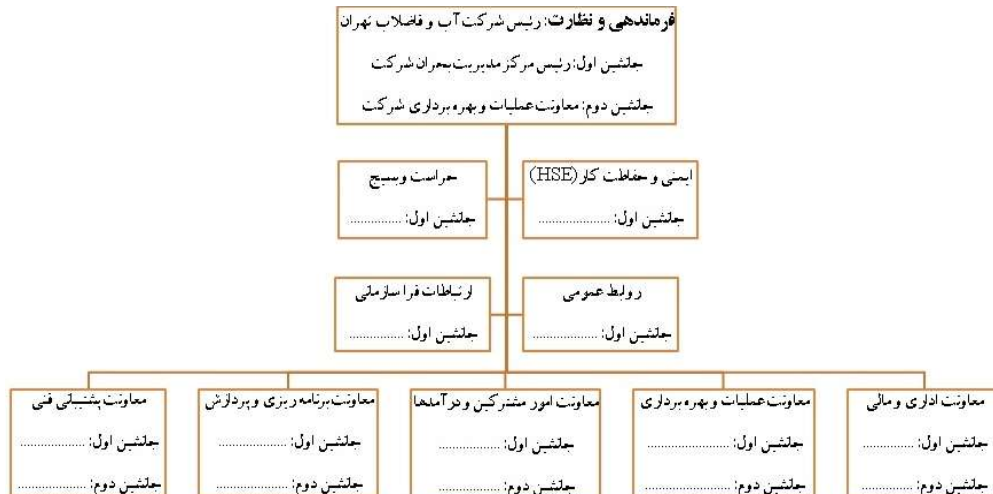 فرماندهی و نظارت: رئیس شرکت آب و فاضلاب تهران
جانشین اول: رئیس مرکز مدیریت بحران شرکت
جانشین دوم: معاونت عملیات و بهره برداری شرکت
ایمنی و حفاظت کار (HSE)
جانشین اول: ....................
حراست و بسیج
جانشین اول: ..............
روابط عمومی
جانشین اول: ....................
ارتباطات فرا سازمانی
جانشین اول: ...............
معاونت اداری و مالی
جانشین اول: ..............
جانشین دوم: ..............
معاونت عملیات و بهره برداری
جانشین اول: ....................
جانشین دوم: ....................
معاونت امور مشترکین و درآمدها
جانشین اول: .....................
جانشین دوم: .....................
معاونت برنامه ریزی و پردازش
جانشین اول: ....................
جانشین دوم: ....................
معاونت پشتیبانی فنی
جانشین اول: ..................
جانشین دوم: ..................